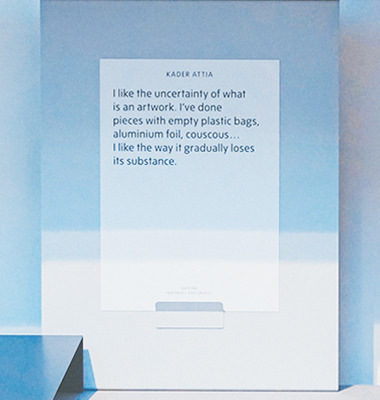 KADER ATTIA
I like the uncertainty of what
is an artwork. I've done
pieces with empty plastic bags,
aluminium foil, couscous...
I like the way it gradually loses
its substance.